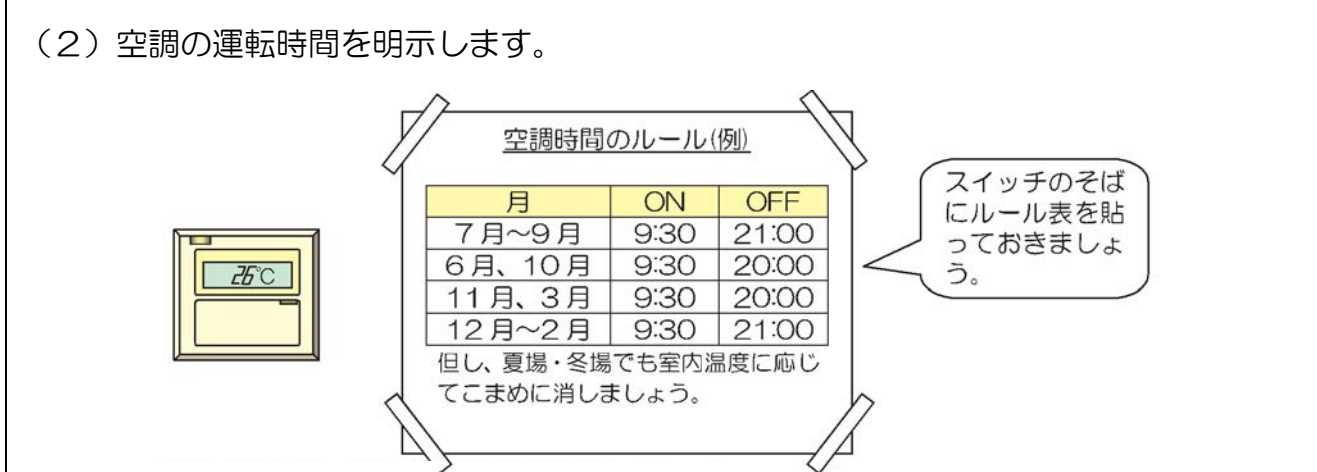 （２）空調の運転時間を明示します。
空調時間のルール(例)
月 ON OFF
７月～９月 9:30 21:00
６月、10月 9:30 20:00
11月、３月 9:30 20:00
12月～２月 9:30 21:00
但し、夏場・冬場でも室内温度に応じ
てこまめに消しましょう。
スイッチのそば
にルール表を貼
っておきましょ
う。
26℃